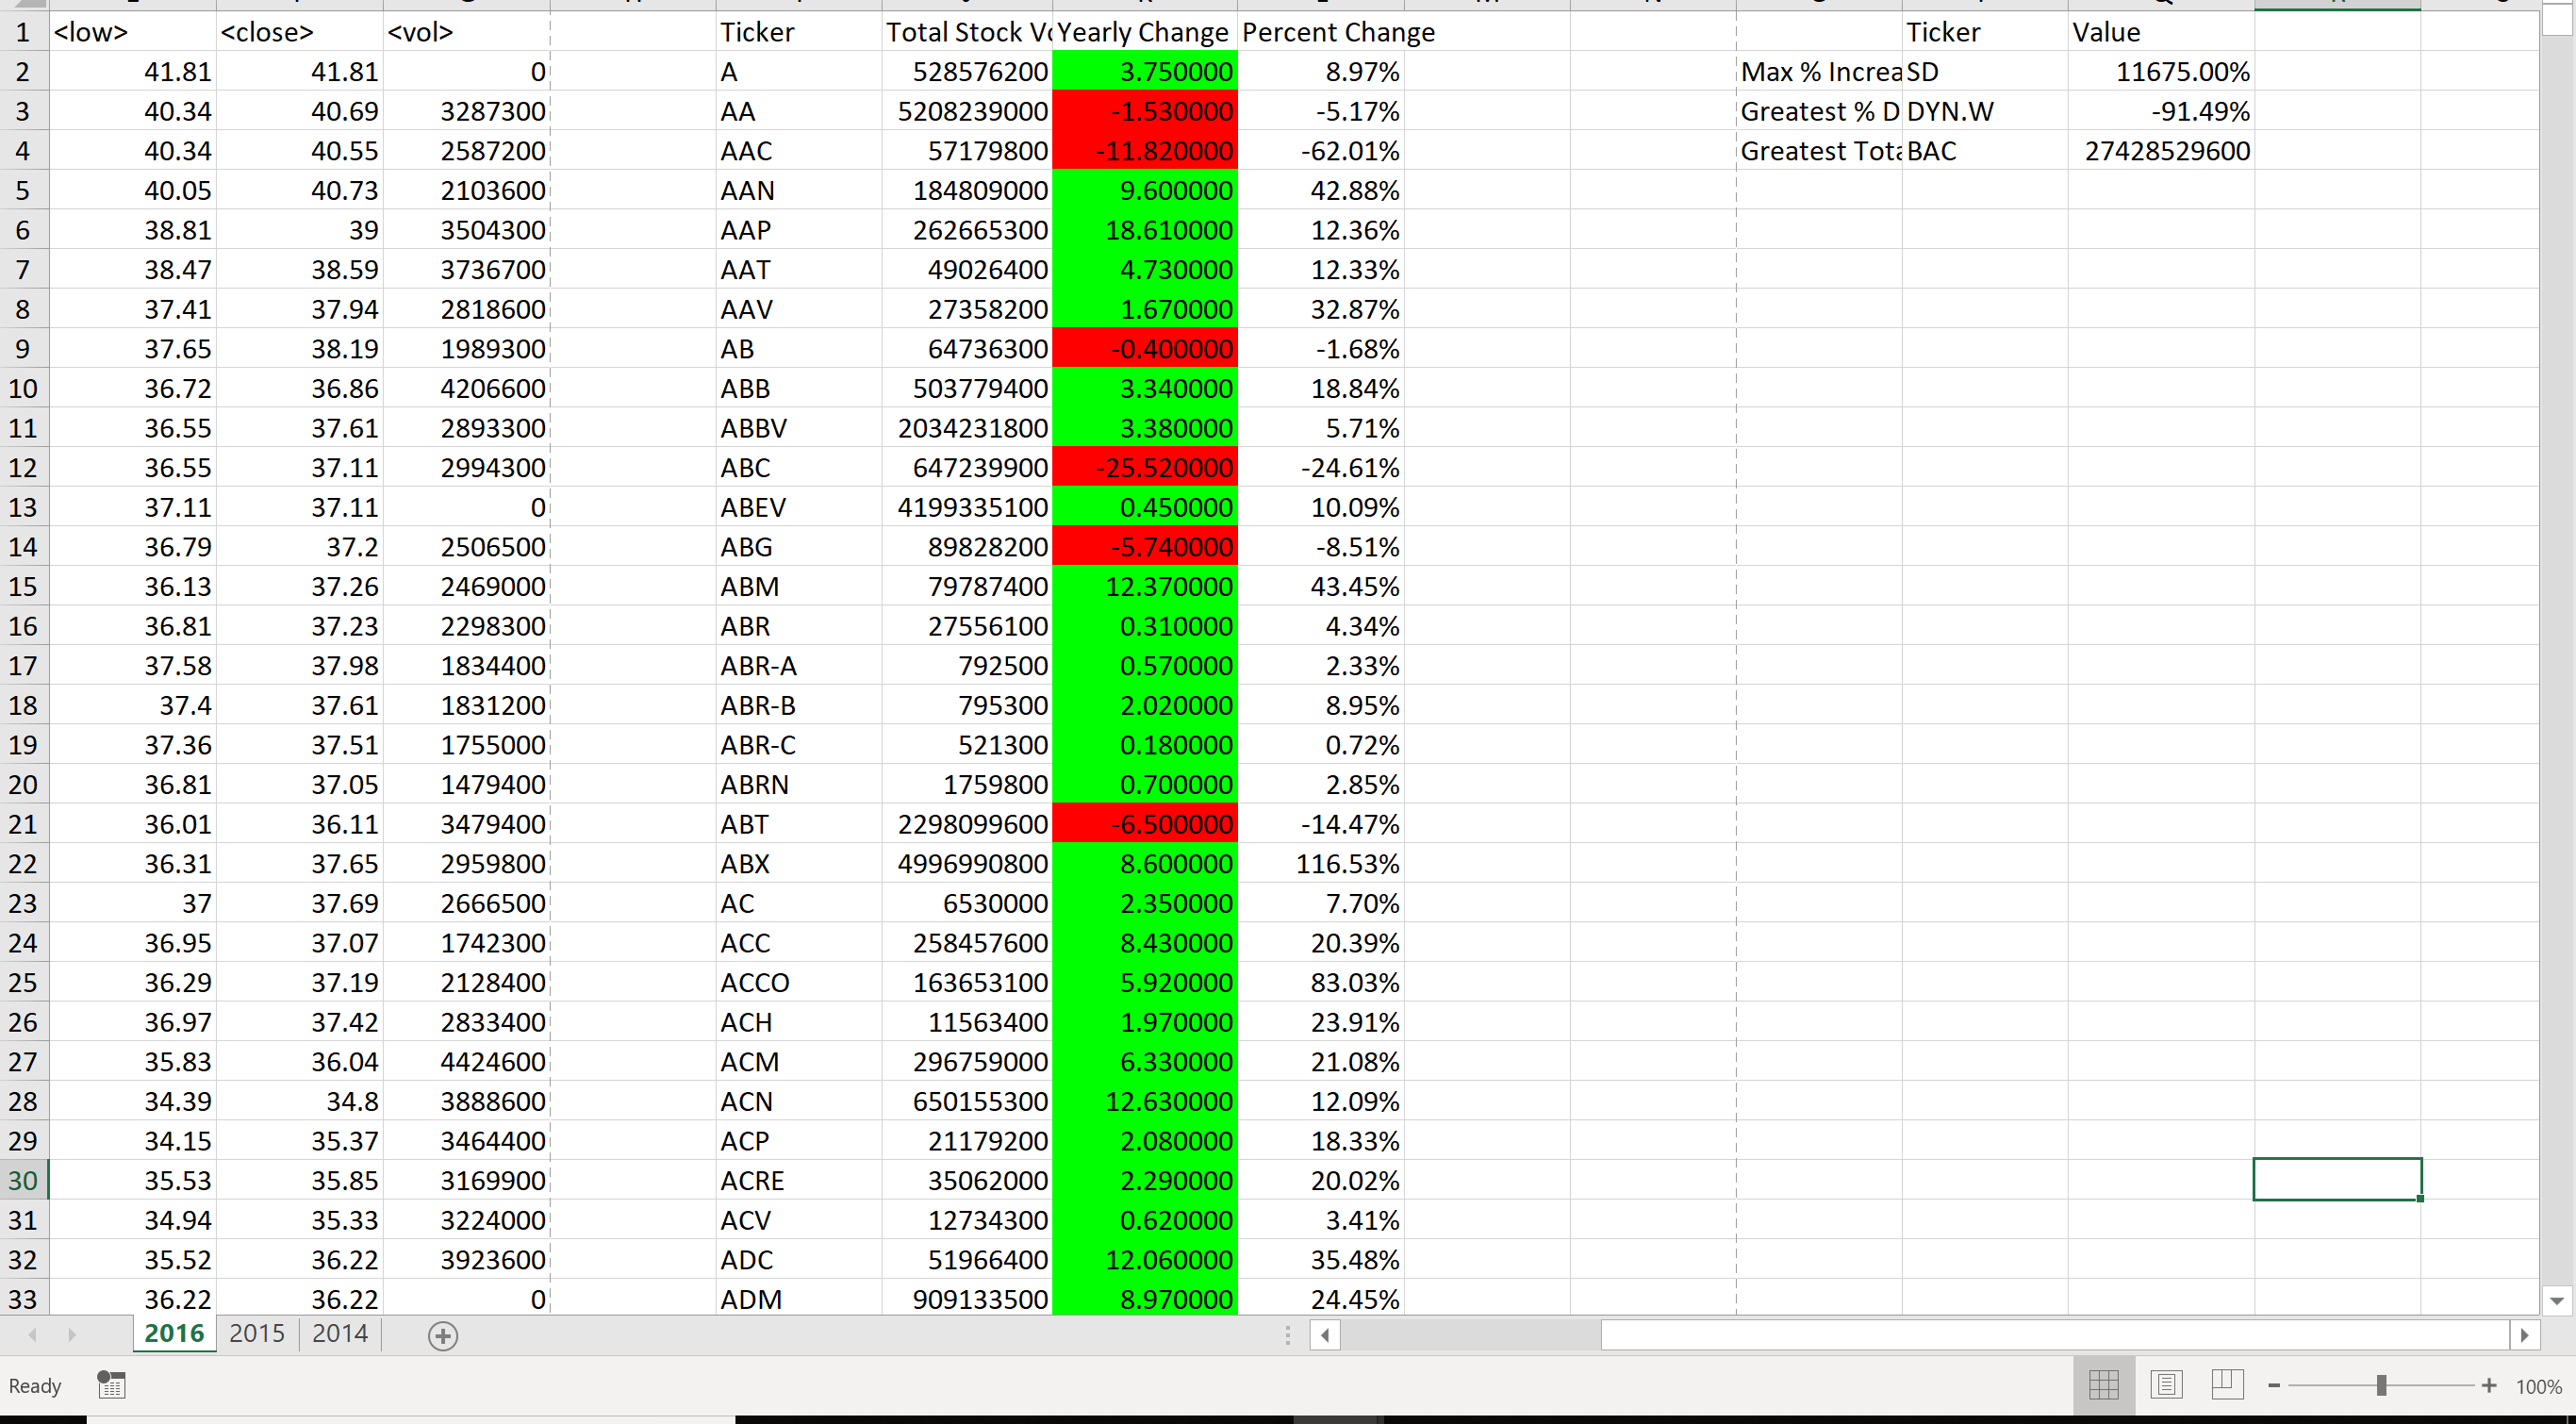 1 <low> <close> <vol> Ticker Total Stock Vo Yearly Change Percent Change Ticker Value
2 41.81 41.81 0 A 528576200 3.750000 8.97% Max % Increa SD 11675.00%
3 40.34 40.69 3287300 AA 5208239000 -1.530000 -5.17% Greatest % D DYN.W -91.49%
4 40.34 40.55 2587200 AAC 57179800 -11.820000 -62.01% Greatest Tota BAC 27428529600
5 40.05 40.73 2103600 AAN 184809000 9.600000 42.88%
6 38.81 39 3504300 AAP 262665300 18.610000 12.36%
7 38.47 38.59 3736700 AAT 49026400 4.730000 12.33%
8 37.41 37.94 2818600 AAV 27358200 1.670000 32.87%
9 37.65 38.19 1989300 AB 64736300 -0.400000 -1.68%
10 36.72 36.86 4206600 ABB 503779400 3.340000 18.84%
11 36.55 37.61 2893300 ABBV 2034231800 3.380000 5.71%
12 36.55 37.11 2994300 ABC 647239900 -25.520000 -24.61%
13 37.11 37.11 0 ABEV 4199335100 0.450000 10.09%
14 36.79 37.2 2506500 ABG 89828200 -5.740000 -8.51%
15 36.13 37.26 2469000 ABM 79787400 12.370000 43.45%
16 36.81 37.23 2298300 ABR 27556100 0.310000 4.34%
17 37.58 37.98 1834400 ABR-A 792500 0.570000 2.33%
18 37.4 37.61 1831200 ABR-B 795300 2.020000 8.95%
19 37.36 37.51 1755000 ABR-C 521300 0.180000 0.72%
20 36.81 37.05 1479400 ABRN 1759800 0.700000 2.85%
21 36.01 36.11 3479400 ABT 2298099600 -6.500000 -14.47%
22 36.31 37.65 2959800 ABX 4996990800 8.600000 116.53%
23 37 37.69 2666500 AC 6530000 2.350000 7.70%
24 36.95 37.07 1742300 ACC 258457600 8.430000 20.39%
25 36.29 37.19 2128400 ACCO 163653100 5.920000 83.03%
26 36.97 37.42 2833400 ACH 11563400 1.970000 23.91%
27 35.83 36.04 4424600 ACM 296759000 6.330000 21.08%
28 34.39 34.8 3888600 ACN 650155300 12.630000 12.09%
29 34.15 35.37 3464400 ACP 21179200 2.080000 18.33%
30 35.53 35.85 3169900 ACRE 35062000 2.290000 20.02%
31 34.94 35.33 3224000 ACV 12734300 0.620000 3.41%
32 35.52 36.22 3923600 ADC 51966400 12.060000 35.48%
33 36.22 36.22 0 ADM 909133500 8.970000 24.45%
2016 2015 2014
Ready 100%